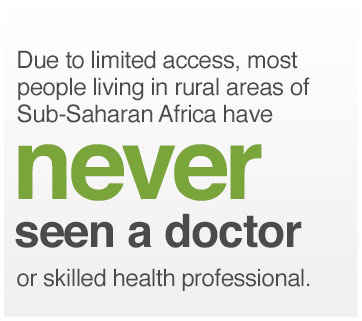 Due to limited access, most
people living in rural areas of
Sub-Saharan Africa have
never
seen a doctor
or skilled health professional.